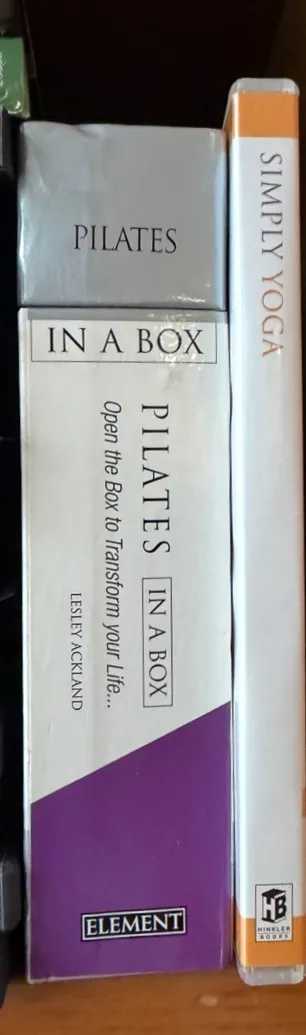 PILATES
IN A BOX
PILATES IN A BOX
Open the Box to Transform your Life...
LESLEY ACKLAND
ELEMENT
SIMPLY YOGA
HB
HINKLER
BOOKS